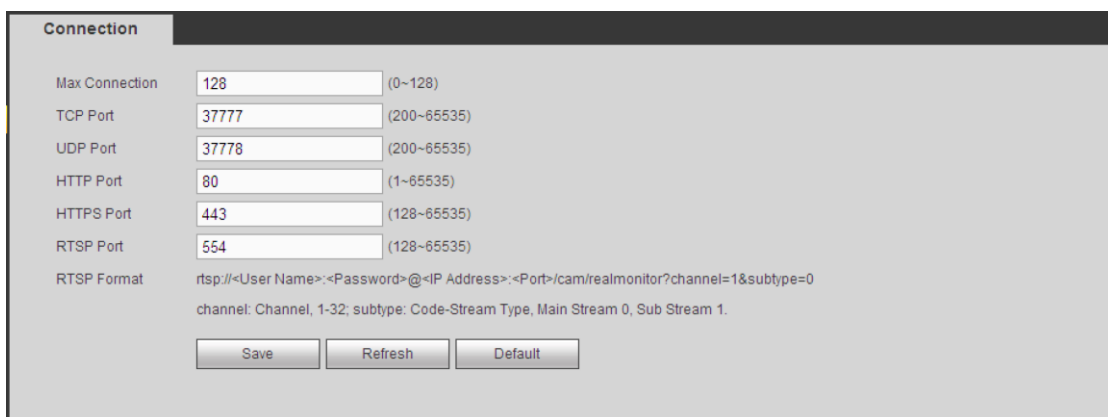 Connection
Max Connection 128 (0~128)
TCP Port 37777 (200~65535)
UDP Port 37778 (200~65535)
HTTP Port 80 (1~65535)
HTTPS Port 443 (128~65535)
RTSP Port 554 (128~65535)
RTSP Format rtsp://<User Name>:<Password>@<IP Address>:<Port>/cam/realmonitor?channel=1&subtype=0
channel: Channel, 1-32; subtype: Code-Stream Type, Main Stream 0, Sub Stream 1.
Save Refresh Default